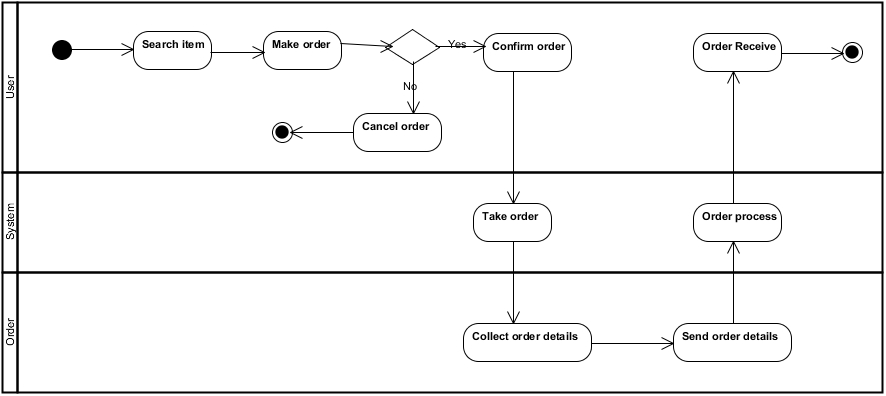 User
Search item
Make order
Yes
Confirm order
Order Receive
No
Cancel order
System
Take order
Order process
Order
Collect order details
Send order details